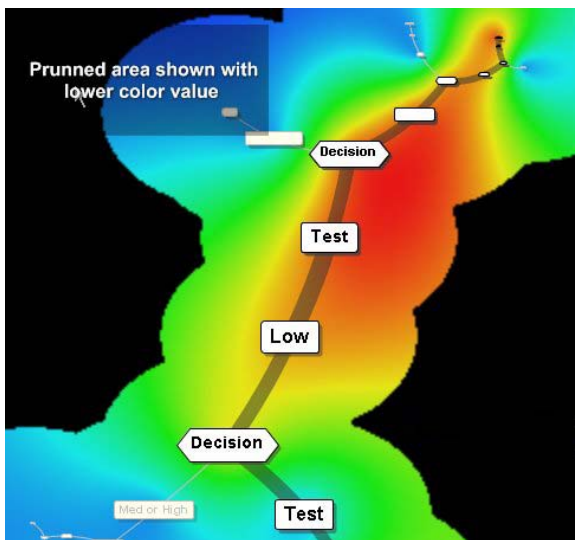 Prunned area shown with
lower color value
Decision
Test
Low
Decision
Med or High
Test